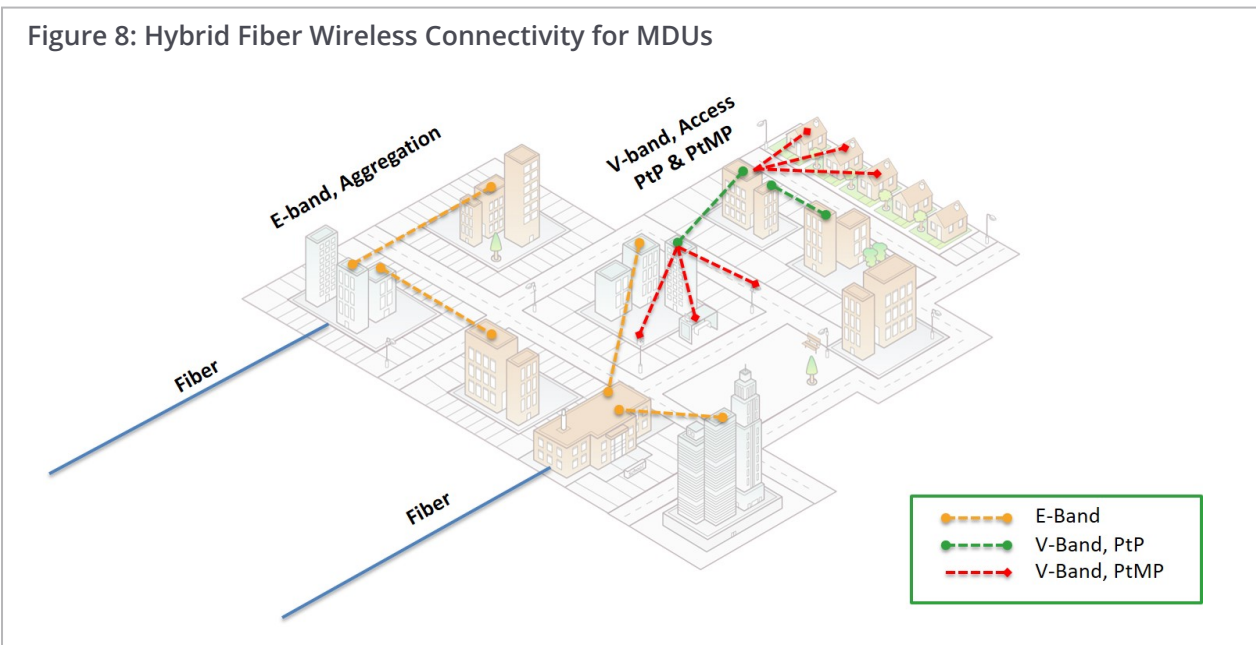 Figure 8: Hybrid Fiber Wireless Connectivity for MDUs
E-band, Aggregation
V-band, Access
PtP & PtMP
Fiber
Fiber
E-Band
V-Band, PtP
V-Band, PtMP